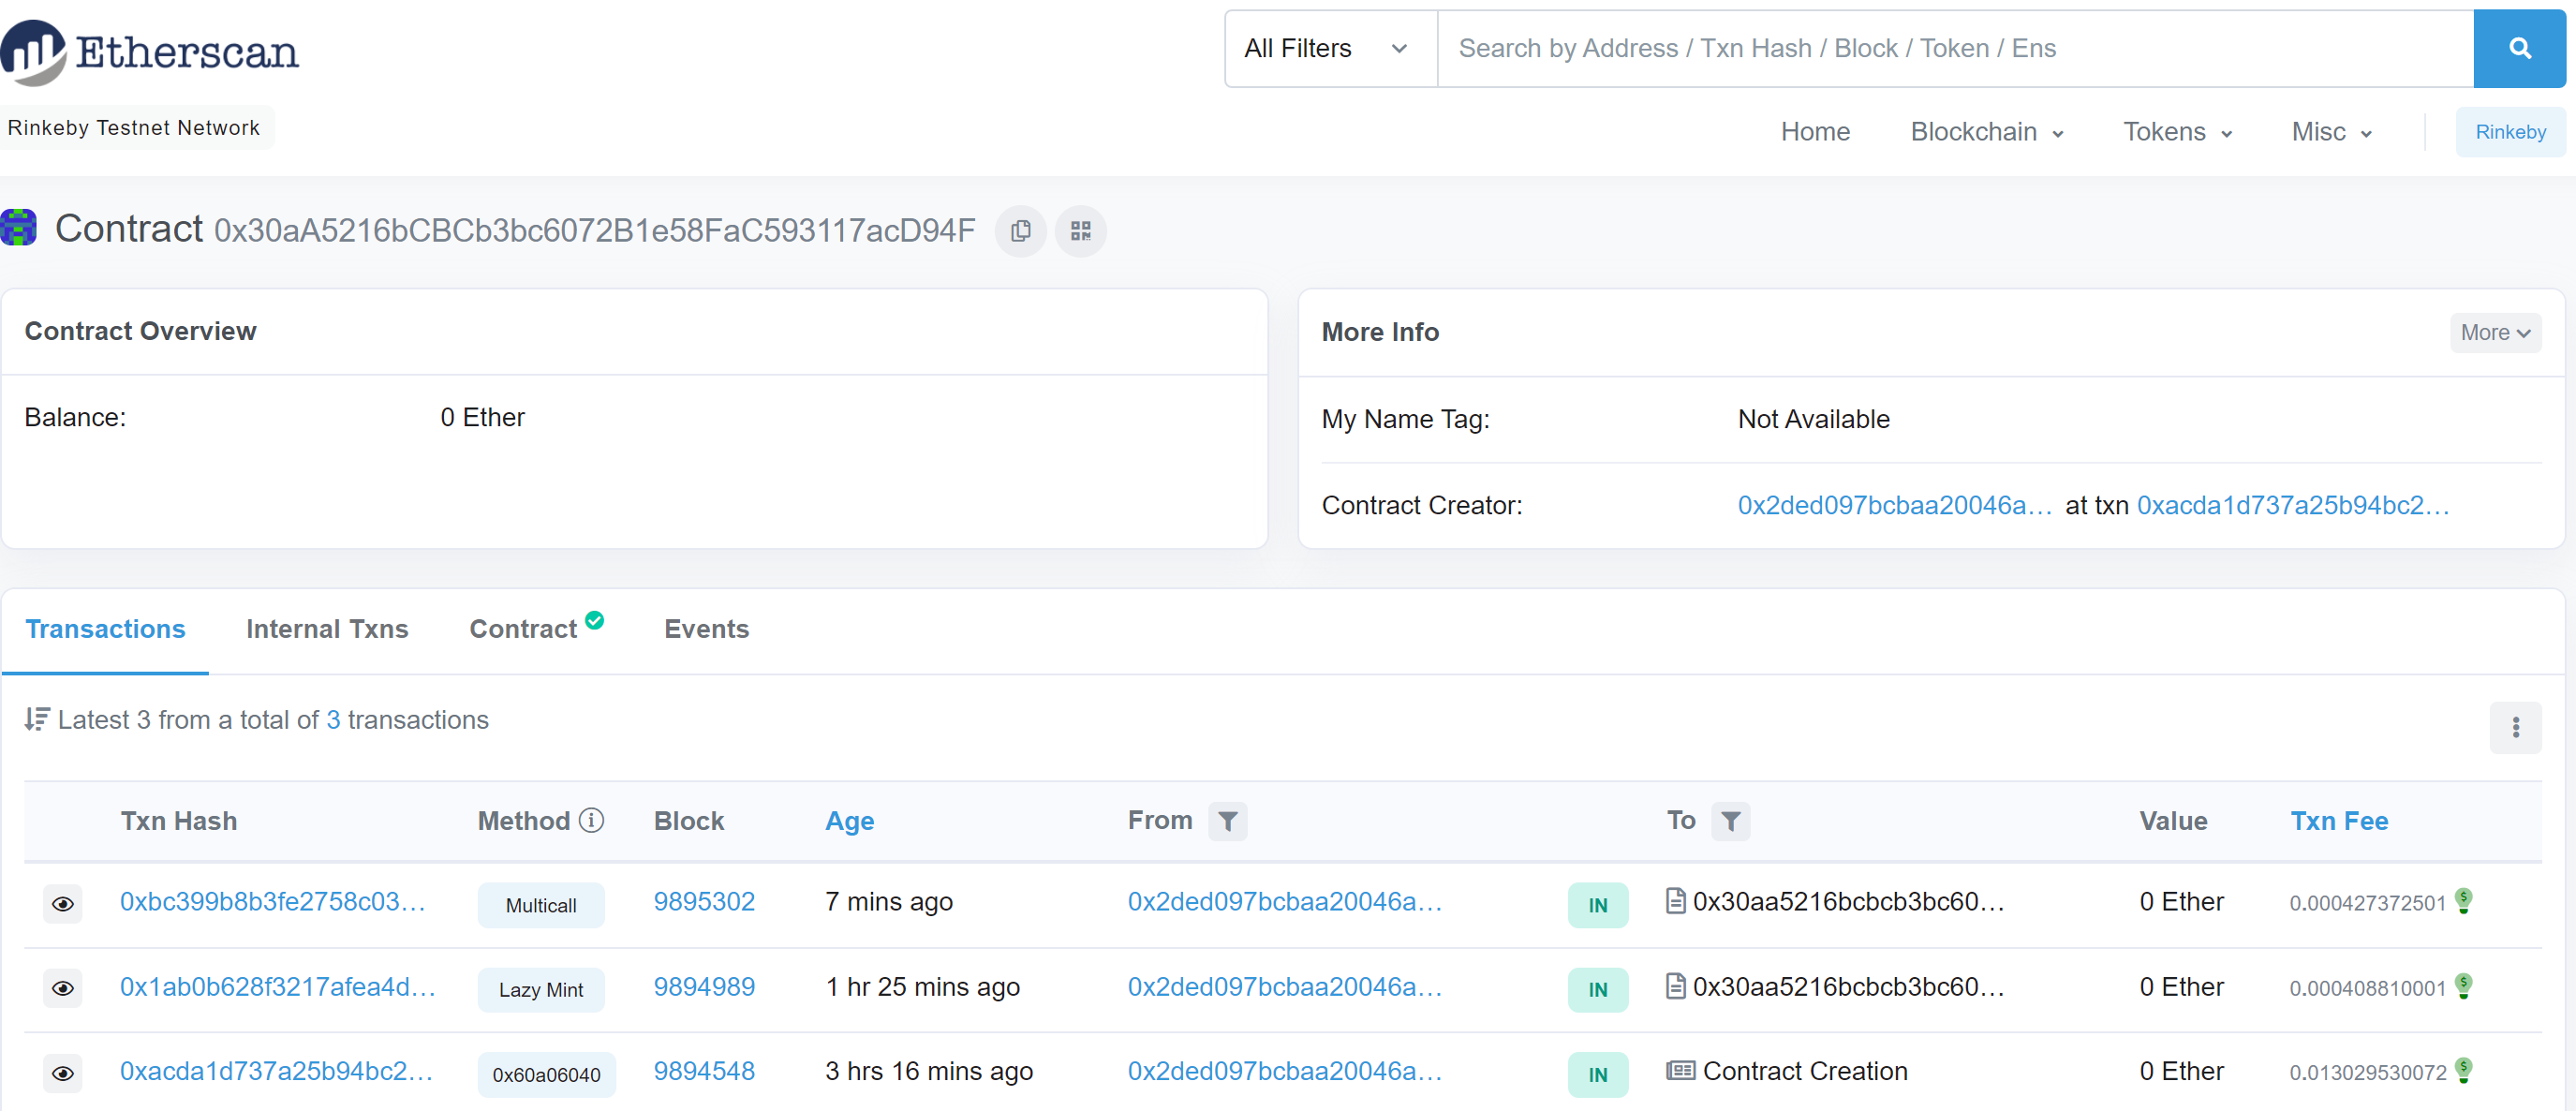 Etherscan
All Filters
Search by Address / Txn Hash / Block / Token / Ens
Rinkeby Testnet Network
Home Blockchain Tokens Misc Rinkeby
Contract 0x30aA5216bCBCb3bc6072B1e58FaC593117acD94F
Contract Overview
Balance: 0 Ether
More Info More
My Name Tag: Not Available
Contract Creator: 0x2ded097bcbaa20046a... at txn 0xacda1d737a25b94bc2...
Transactions Internal Txns Contract Events
Latest 3 from a total of 3 transactions
Txn Hash Method Block Age From To Value Txn Fee
0xbc399b8b3fe2758c03... Multicall 9895302 7 mins ago 0x2ded097bcbaa20046a... IN 0x30aa5216bcbcb3bc60... 0 Ether 0.000427372501
0x1ab0b628f3217afea4d... Lazy Mint 9894989 1 hr 25 mins ago 0x2ded097bcbaa20046a... IN 0x30aa5216bcbcb3bc60... 0 Ether 0.000408810001
0xacda1d737a25b94bc2... 0x60a06040 9894548 3 hrs 16 mins ago 0x2ded097bcbaa20046a... IN Contract Creation 0 Ether 0.013029530072